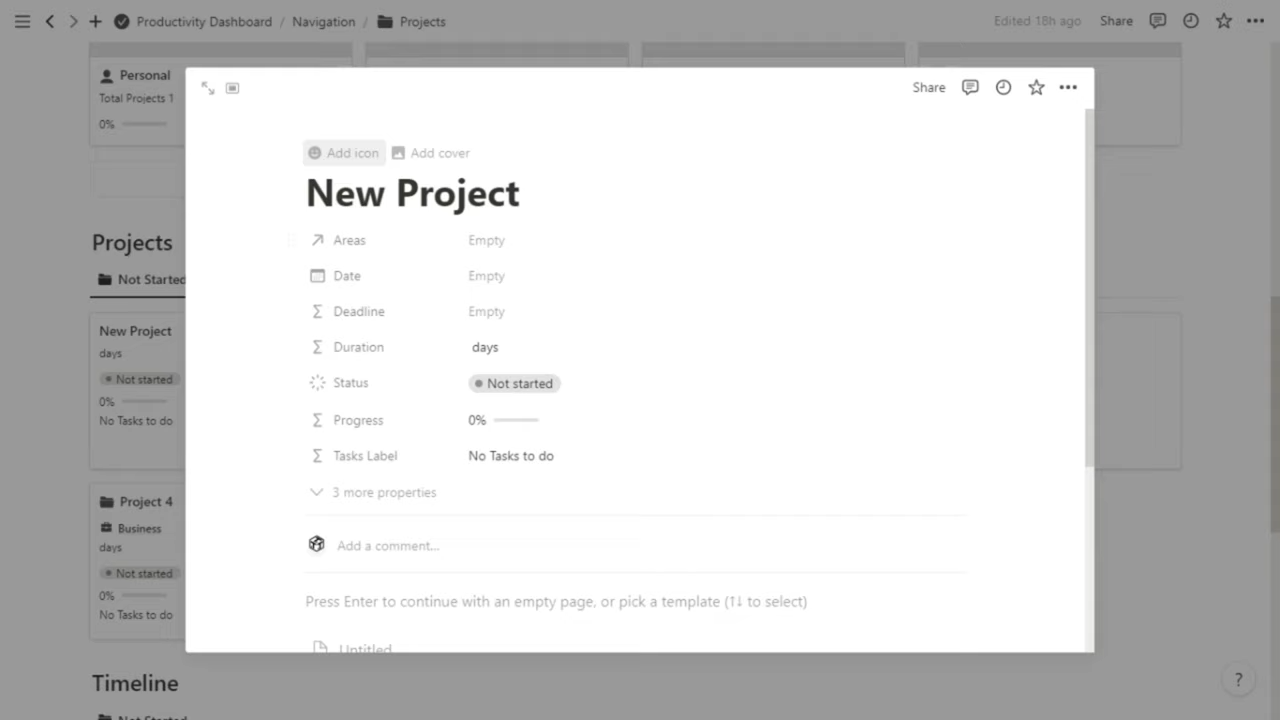 Productivity Dashboard / Navigation / Projects
Edited 18h ago
Share
Personal
Total Projects 1
0%
Projects
Not Started
New Project
days
Not started
0%
No Tasks to do
Project 4
Business
days
Not started
0%
No Tasks to do
Timeline
Not Started
Share
Add icon
Add cover
New Project
Areas Empty
Date Empty
Deadline Empty
Duration days
Status Not started
Progress 0%
Tasks Label No Tasks to do
3 more properties
Add a comment...
Press Enter to continue with an empty page, or pick a template (↑↓ to select)
Untitled
?